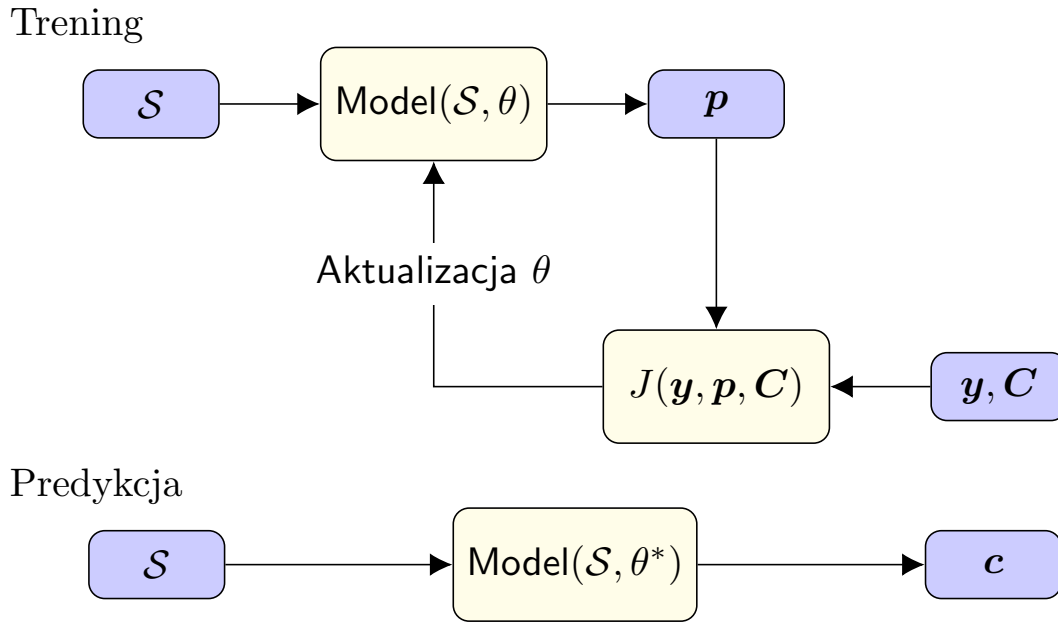 Trening
𝒮
Model(𝒮, θ)
𝒑
Aktualizacja θ
J(𝒚, 𝒑, 𝑪)
𝒚, 𝑪
Predykcja
𝒮
Model(𝒮, θ*)
𝒄